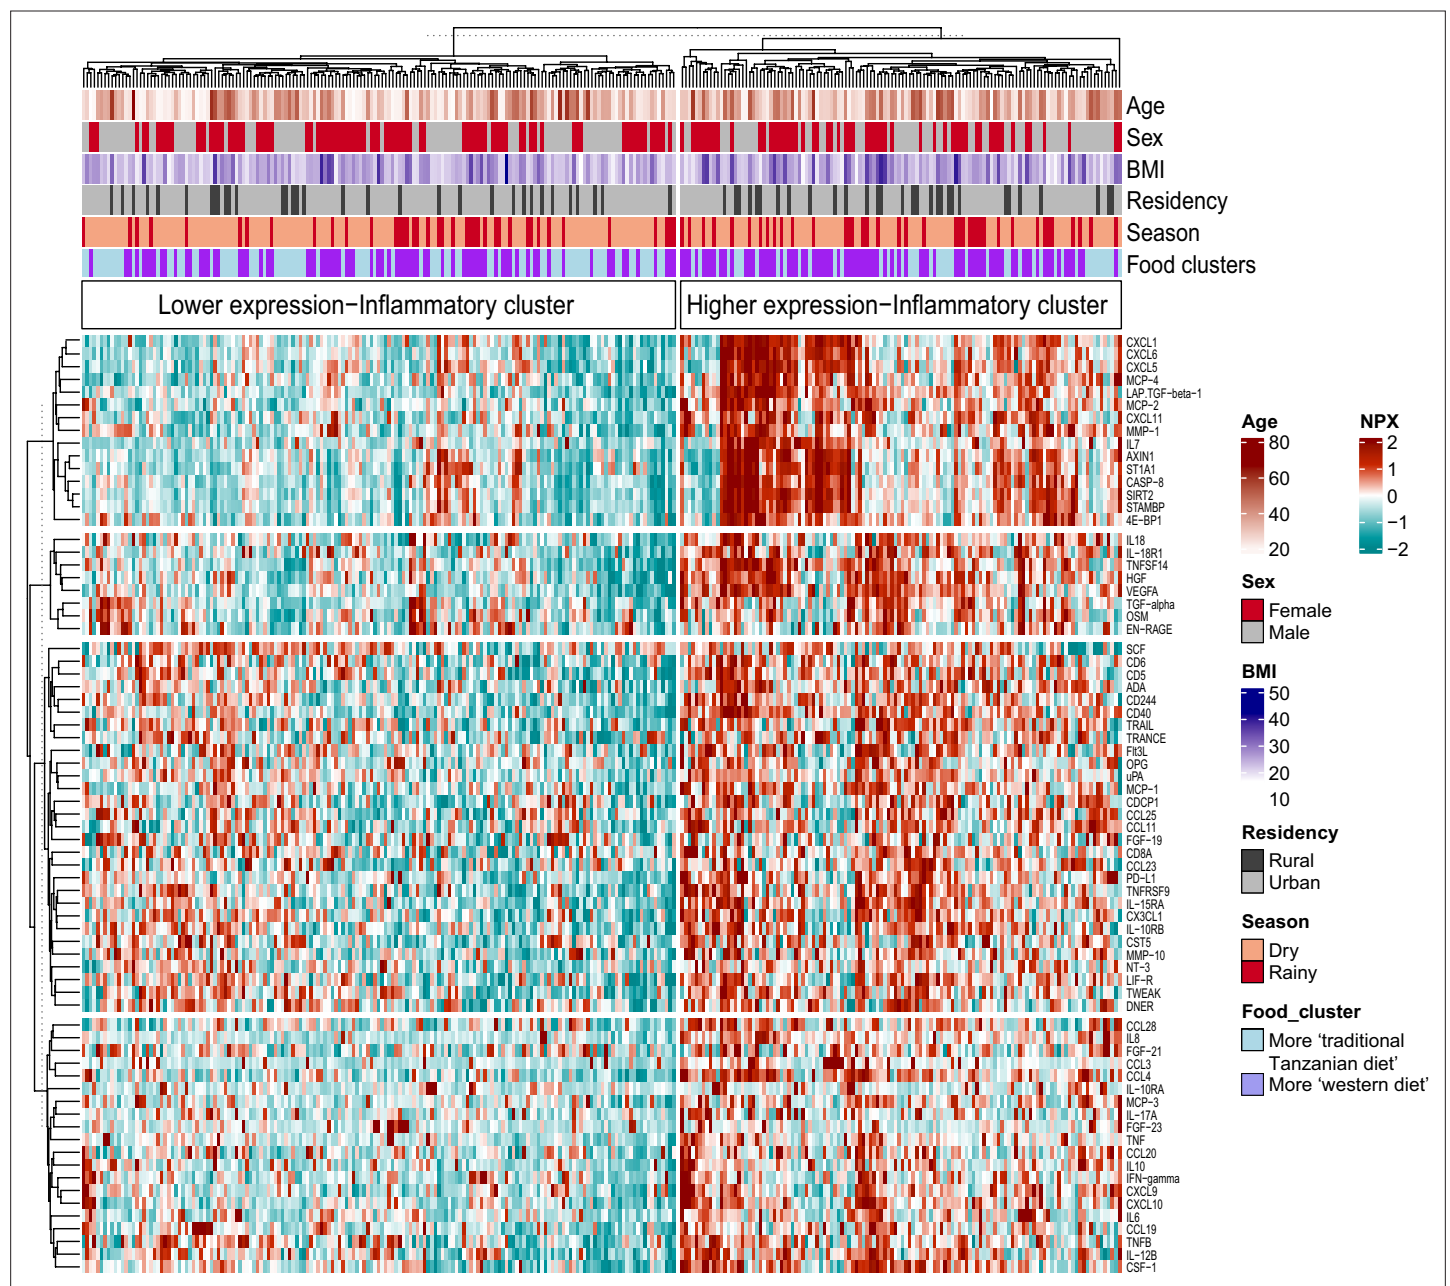 Age
Sex
BMI
Residency
Season
Food clusters
Lower expression−Inflammatory cluster
Higher expression−Inflammatory cluster
CXCL1
CXCL6
CXCL5
MCP−4
LAP.TGF−beta−1
MCP−2
CXCL11
MMP−1
IL7
AXIN1
ST1A1
CASP−8
SIRT2
STAMBP
4E−BP1
IL18
IL−18R1
TNFSF14
HGF
VEGFA
TGF−alpha
OSM
EN−RAGE
SCF
CD6
CD5
ADA
CD244
CD40
TRAIL
TRANCE
Flt3L
OPG
uPA
MCP−1
CDCP1
CCL25
CCL11
FGF−19
CD8A
CCL23
PD−L1
TNFRSF9
IL−15RA
CX3CL1
IL−10RB
CST5
MMP−10
NT−3
LIF−R
TWEAK
DNER
CCL28
IL8
FGF−21
CCL3
CCL4
IL−10RA
MCP−3
IL−17A
FGF−23
TNF
CCL20
IL10
IFN−gamma
CXCL9
CXCL10
IL6
CCL19
TNFB
IL−12B
CSF−1
Age
80
60
40
20
NPX
2
1
0
−1
−2
Sex
Female
Male
BMI
50
40
30
20
10
Residency
Rural
Urban
Season
Dry
Rainy
Food_cluster
More ‘traditional
Tanzanian diet’
More ‘western diet’